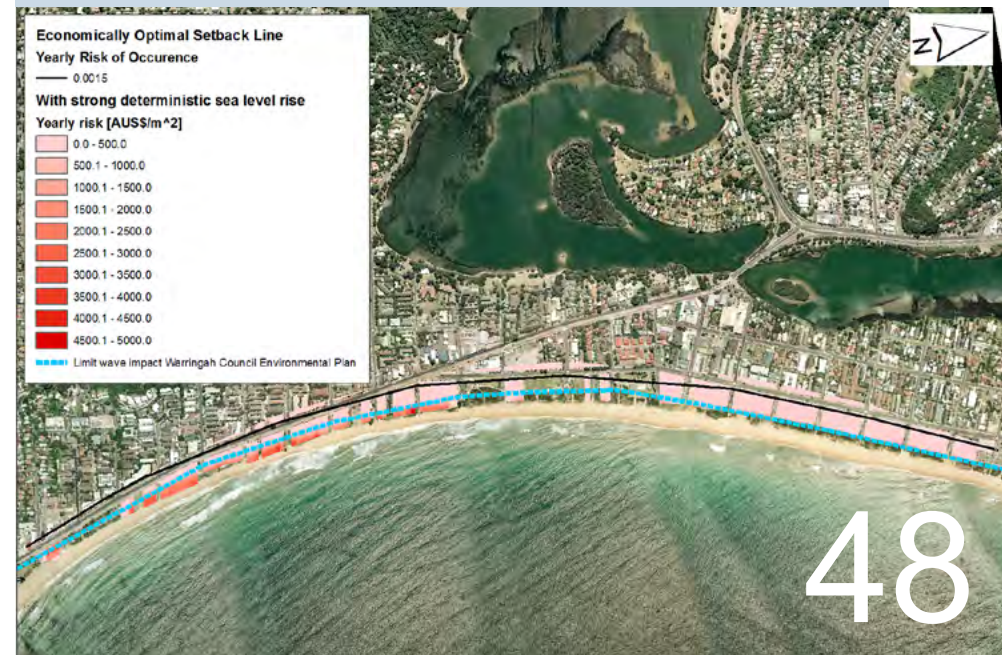 Economically Optimal Setback Line
Yearly Risk of Occurence
0.0015
With strong deterministic sea level rise
Yearly risk [AUS$/m^2]
0.0 - 500.0
500.1 - 1000.0
1000.1 - 1500.0
1500.1 - 2000.0
2000.1 - 2500.0
2500.1 - 3000.0
3000.1 - 3500.0
3500.1 - 4000.0
4000.1 - 4500.0
4500.1 - 5000.0
Limit wave impact Warringah Council Environmental Plan
N
48